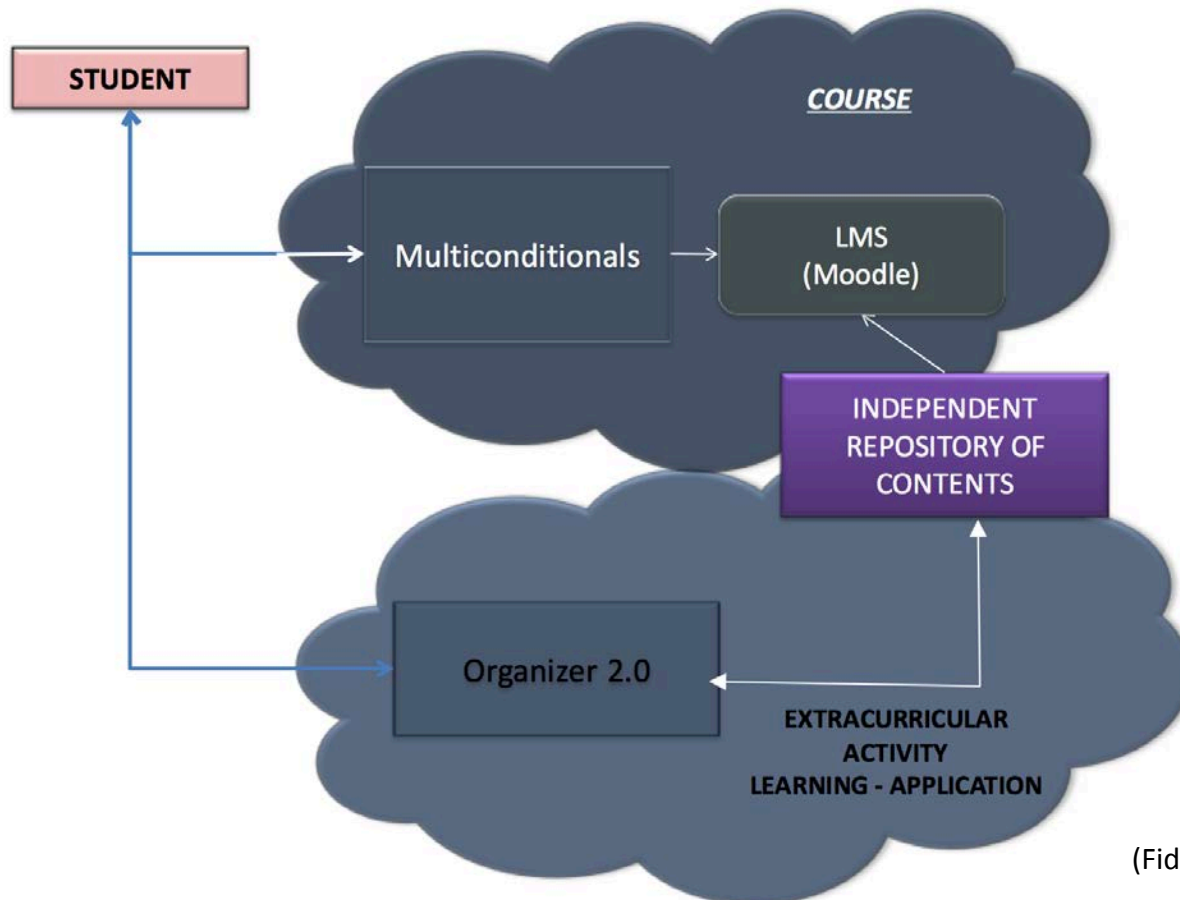 STUDENT
COURSE
Multiconditionals
LMS
(Moodle)
INDEPENDENT
REPOSITORY OF
CONTENTS
Organizer 2.0
EXTRACURRICULAR
ACTIVITY
LEARNING - APPLICATION
(Fid